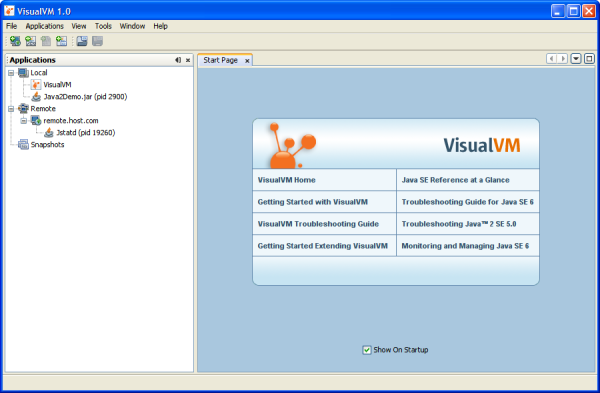 VisualVM 1.0
File Applications View Tools Window Help
Applications
Start Page
Local
VisualVM
Java2Demo.jar (pid 2900)
Remote
remote.host.com
Jstatd (pid 19260)
Snapshots
VisualVM
VisualVM Home
Java SE Reference at a Glance
Getting Started with VisualVM
Troubleshooting Guide for Java SE 6
VisualVM Troubleshooting Guide
Troubleshooting Java™ 2 SE 5.0
Getting Started Extending VisualVM
Monitoring and Managing Java SE 6
Show On Startup